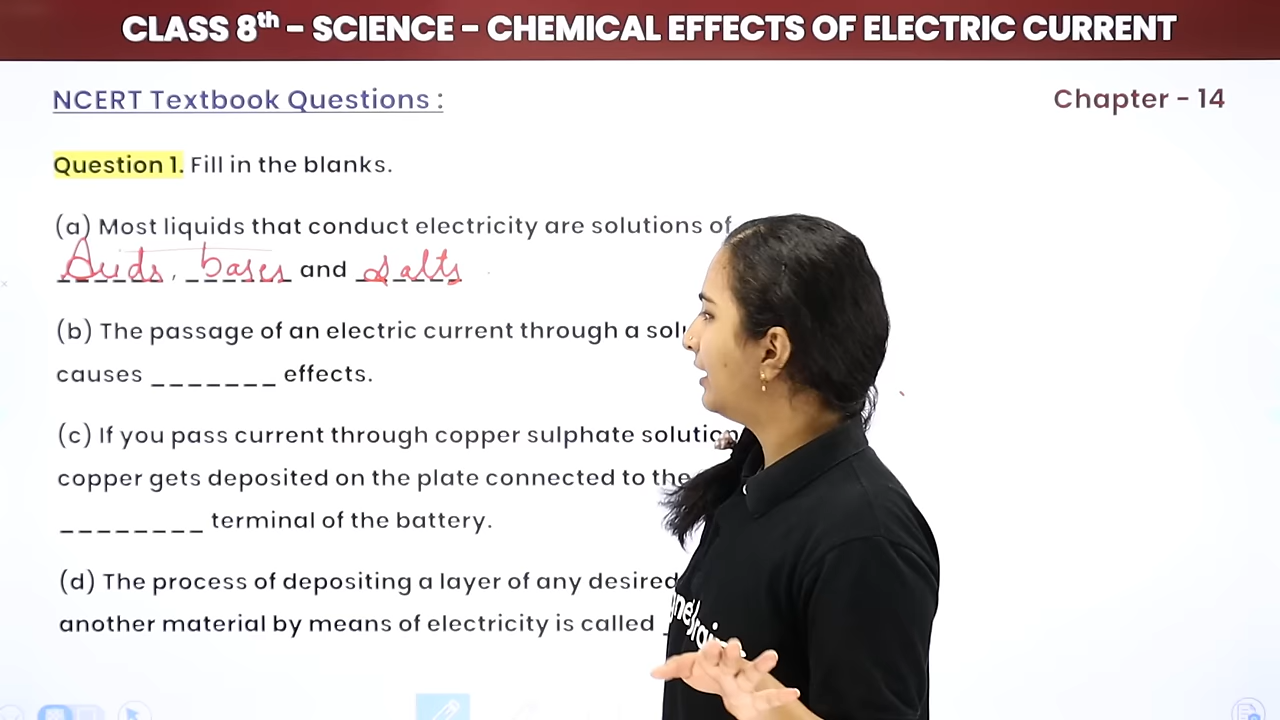 CLASS 8th - SCIENCE - CHEMICAL EFFECTS OF ELECTRIC CURRENT
NCERT Textbook Questions :
Chapter - 14
Question 1. Fill in the blanks.
(a) Most liquids that conduct electricity are solutions of
Acids, bases and salts
(b) The passage of an electric current through a
causes _______ effects.
(c) If you pass current through copper sulphate solution
copper gets deposited on the plate connected to the
________ terminal of the battery.
(d) The process of depositing a layer of any desired
another material by means of electricity is called